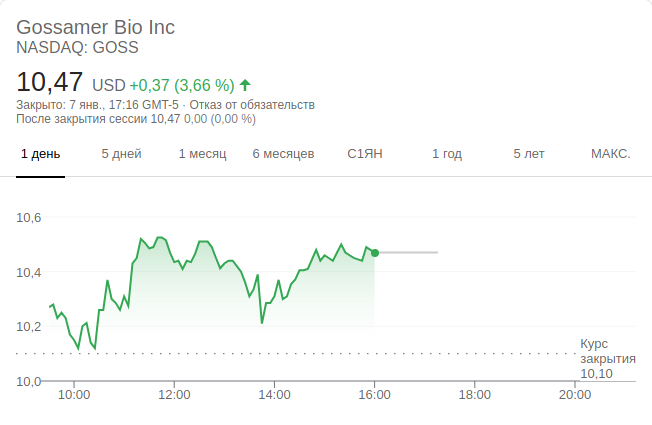 Gossamer Bio Inc
NASDAQ: GOSS
10,47 USD +0,37 (3,66 %)
Закрыто: 7 янв., 17:16 GMT-5 · Отказ от обязательств
После закрытия сессии 10,47 0,00 (0,00 %)
1 день 5 дней 1 месяц 6 месяцев С1ЯН 1 год 5 лет МАКС.
10,6
10,4
10,2
Курс
закрытия
10,10
10,0
10:00 12:00 14:00 16:00 18:00 20:00